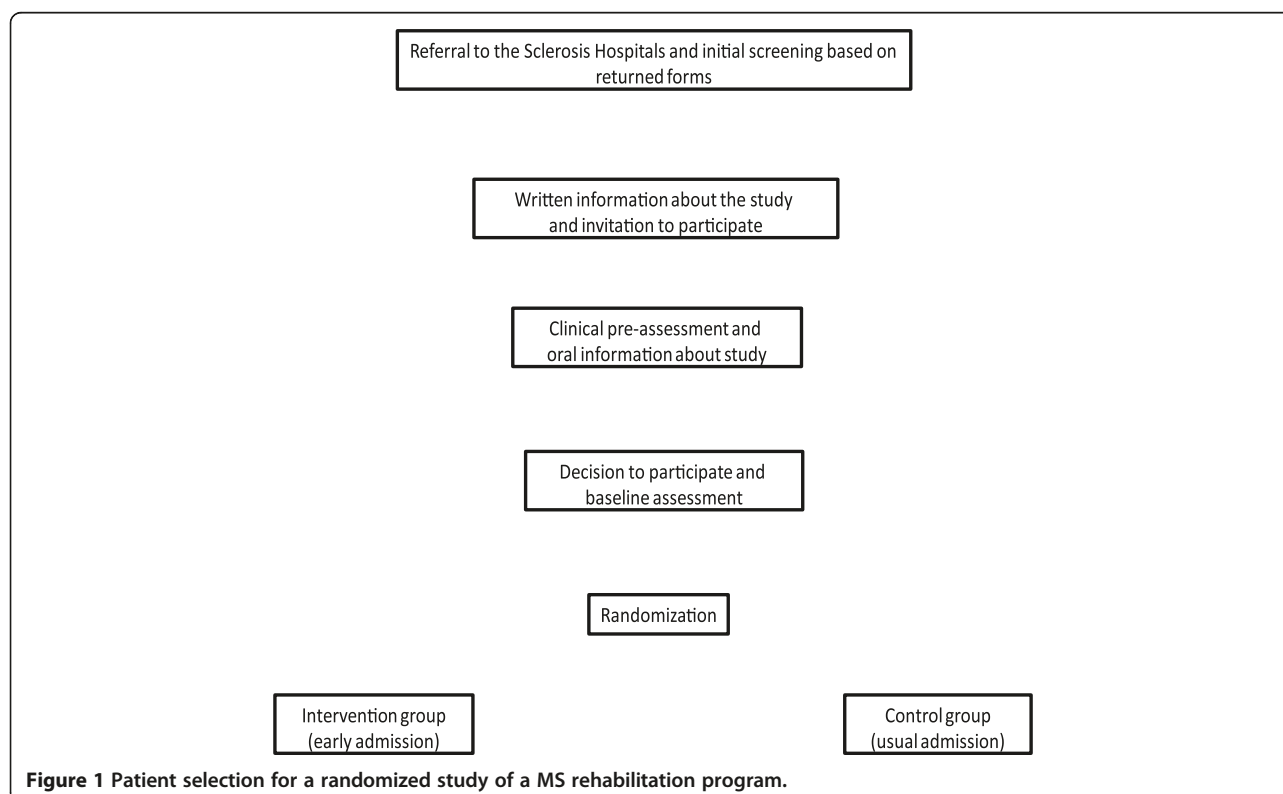 Referral to the Sclerosis Hospitals and initial screening based on
returned forms
Written information about the study
and invitation to participate
Clinical pre-assessment and
oral information about study
Decision to participate and
baseline assessment
Randomization
Intervention group
(early admission)
Control group
(usual admission)
Figure 1 Patient selection for a randomized study of a MS rehabilitation program.